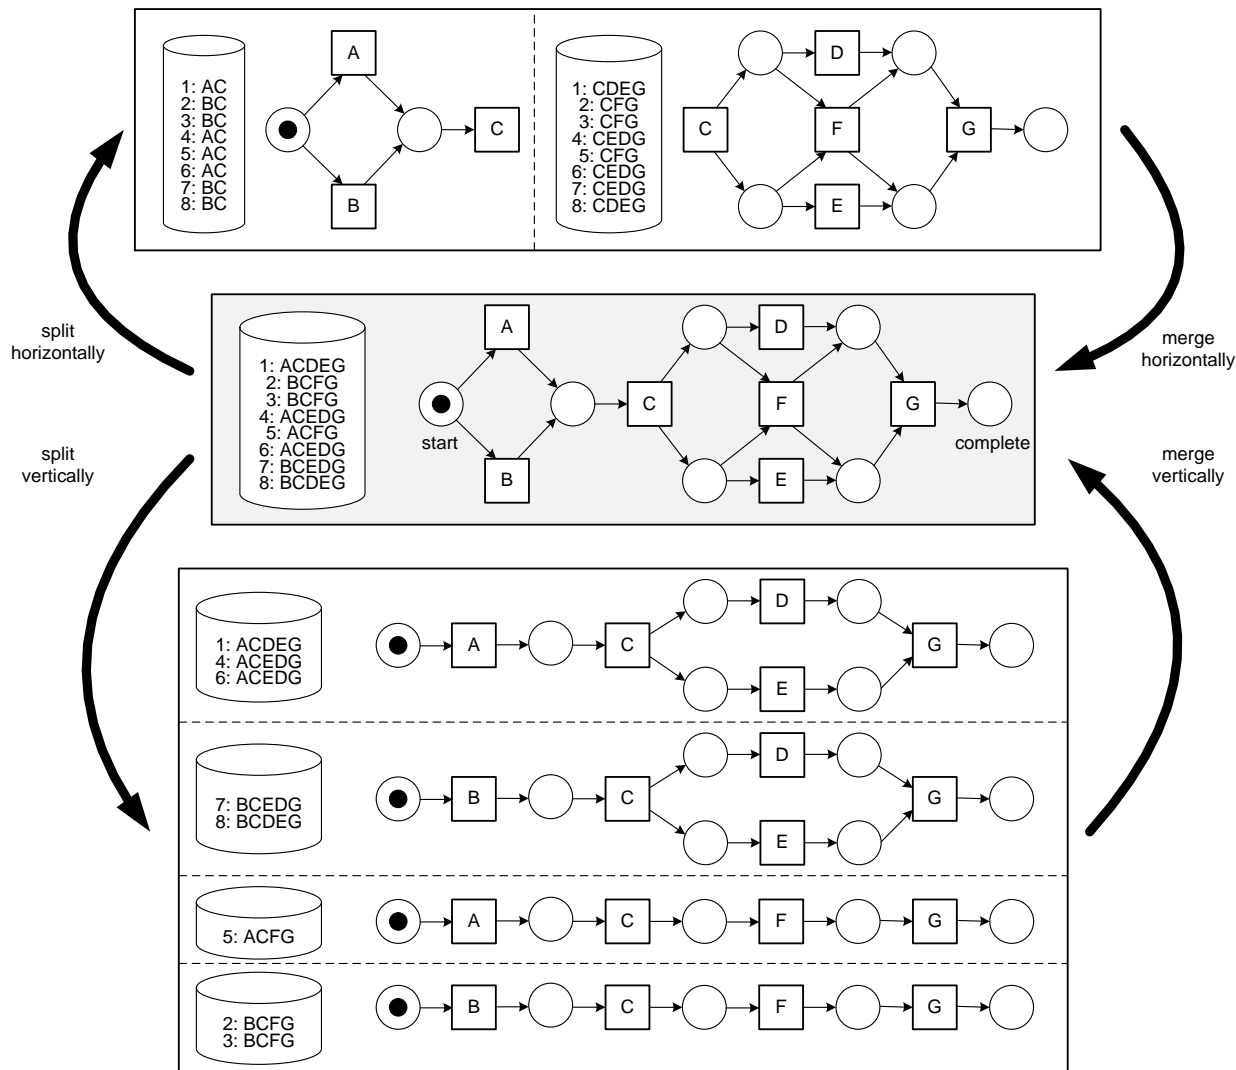 1: AC
2: BC
3: BC
4: AC
5: AC
6: AC
7: BC
8: BC
A
B
C
1: CDEG
2: CFG
3: CFG
4: CEDG
5: CFG
6: CEDG
7: CEDG
8: CDEG
D
C
F
G
E
split
horizontally
merge
horizontally
split
vertically
merge
vertically
1: ACDEG
2: BCFG
3: BCFG
4: ACEDG
5: ACFG
6: ACEDG
7: BCEDG
8: BCDEG
A
D
start
C
F
G
complete
B
E
1: ACDEG
4: ACEDG
6: ACEDG
A
C
D
E
G
7: BCEDG
8: BCDEG
B
C
D
E
G
5: ACFG
A
C
F
G
2: BCFG
3: BCFG
B
C
F
G